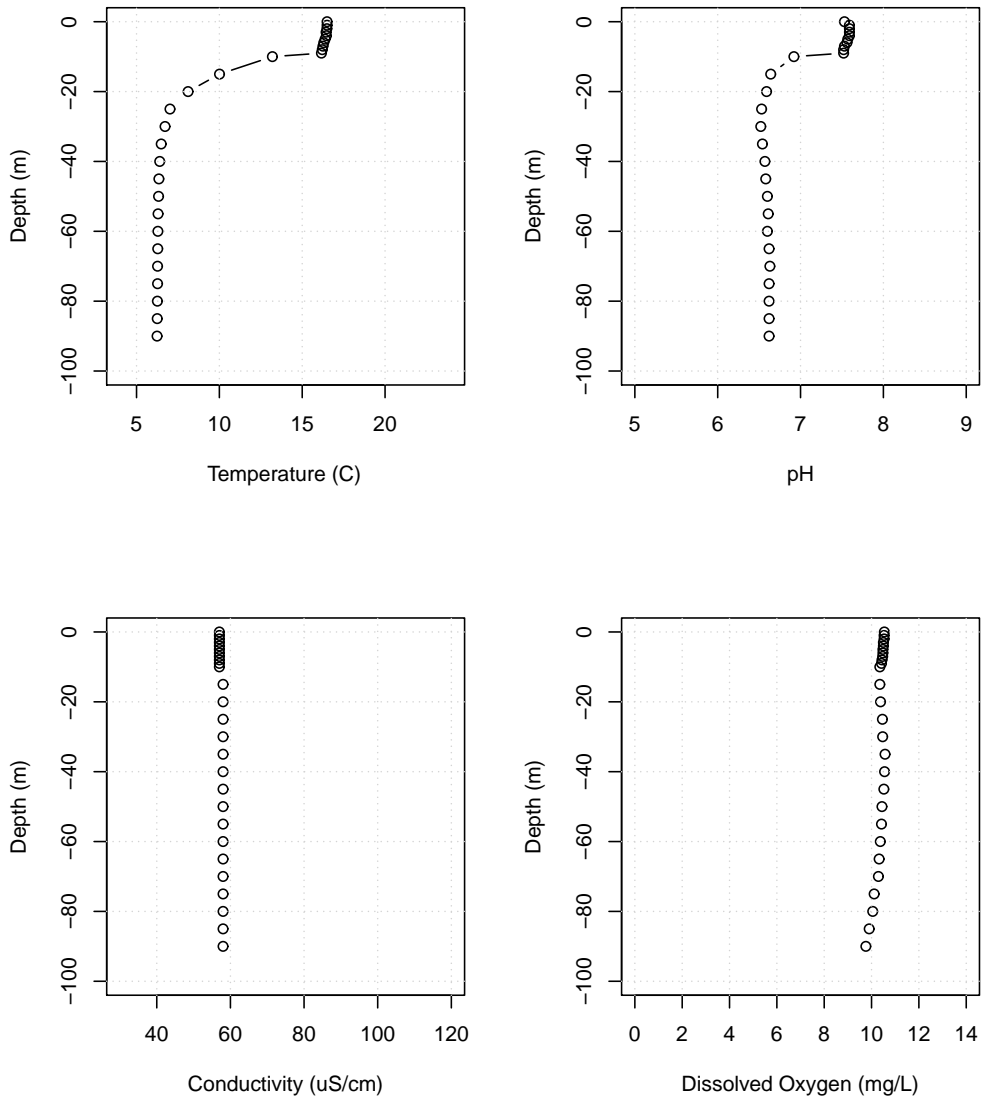 0
−20
−40
−60
−80
−100
Depth (m)
5 10 15 20
Temperature (C)
0
−20
−40
−60
−80
−100
Depth (m)
5 6 7 8 9
pH
0
−20
−40
−60
−80
−100
Depth (m)
40 60 80 100 120
Conductivity (uS/cm)
0
−20
−40
−60
−80
−100
Depth (m)
0 2 4 6 8 10 12 14
Dissolved Oxygen (mg/L)